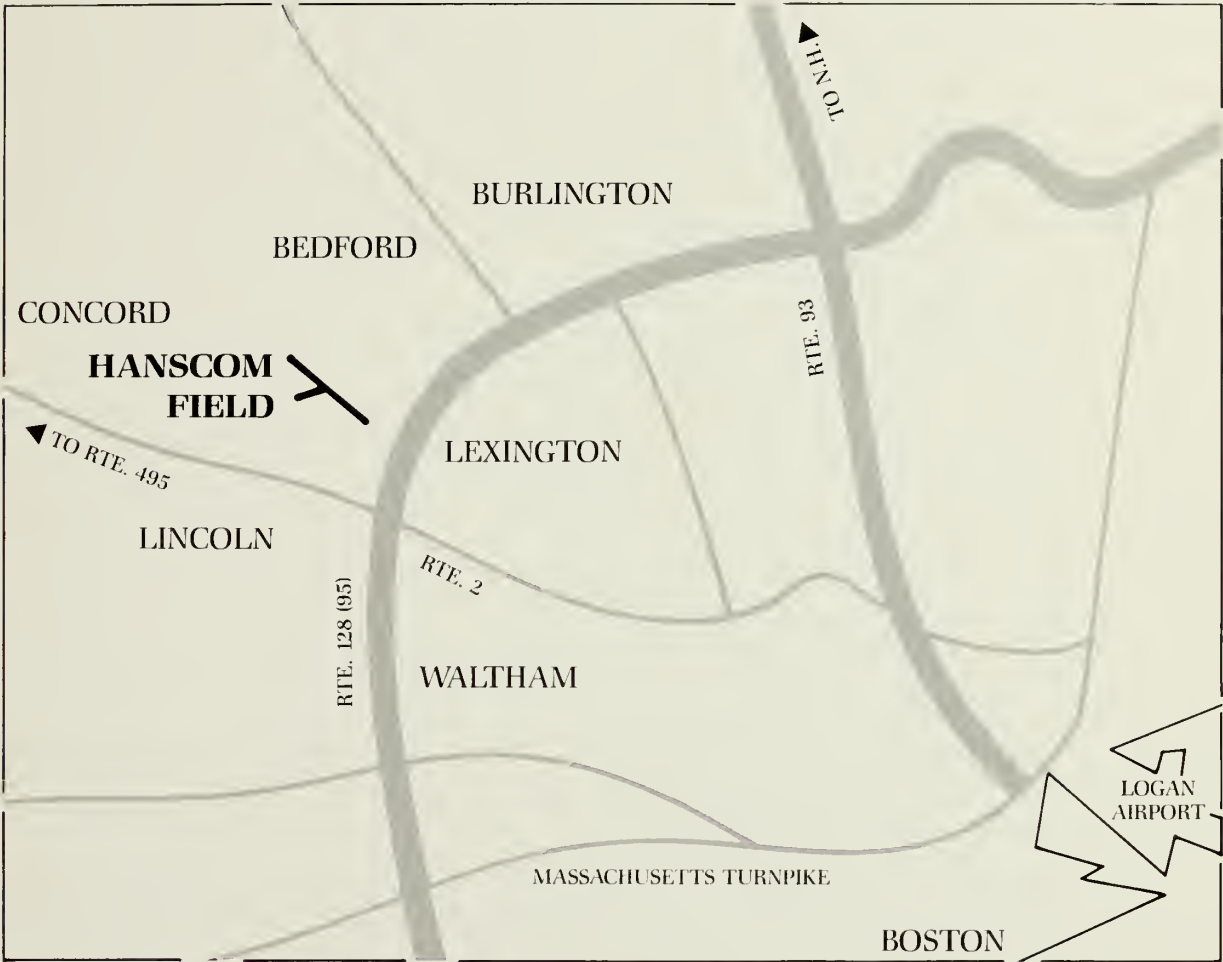 TO N.H.
BURLINGTON
BEDFORD
CONCORD
RTE. 93
HANSCOM
FIELD
LEXINGTON
TO RTE. 495
LINCOLN
RTE. 2
RTE. 128 (95)
WALTHAM
LOGAN
AIRPORT
MASSACHUSETTS TURNPIKE
BOSTON